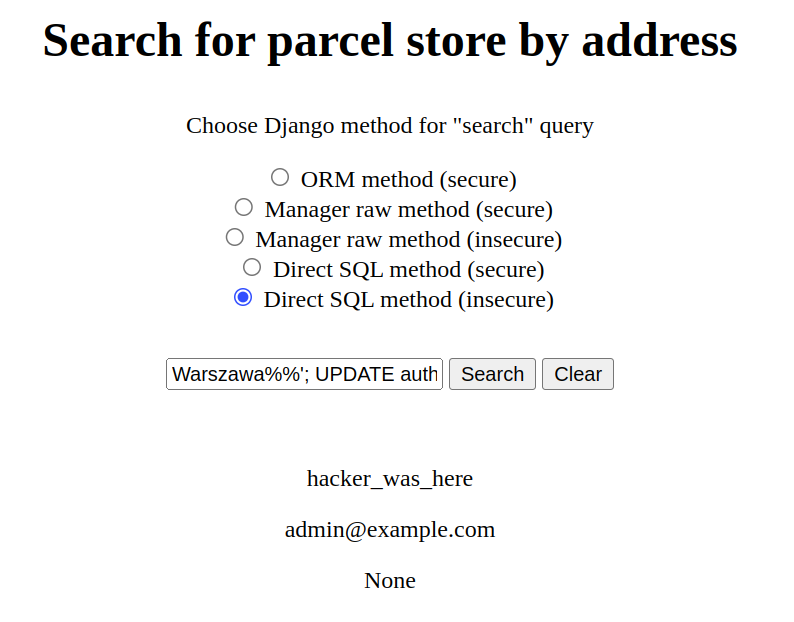 Search for parcel store by address
Choose Django method for "search" query
ORM method (secure)
Manager raw method (secure)
Manager raw method (insecure)
Direct SQL method (secure)
Direct SQL method (insecure)
Warszawa%%'; UPDATE auth Search Clear
hacker_was_here
admin@example.com
None